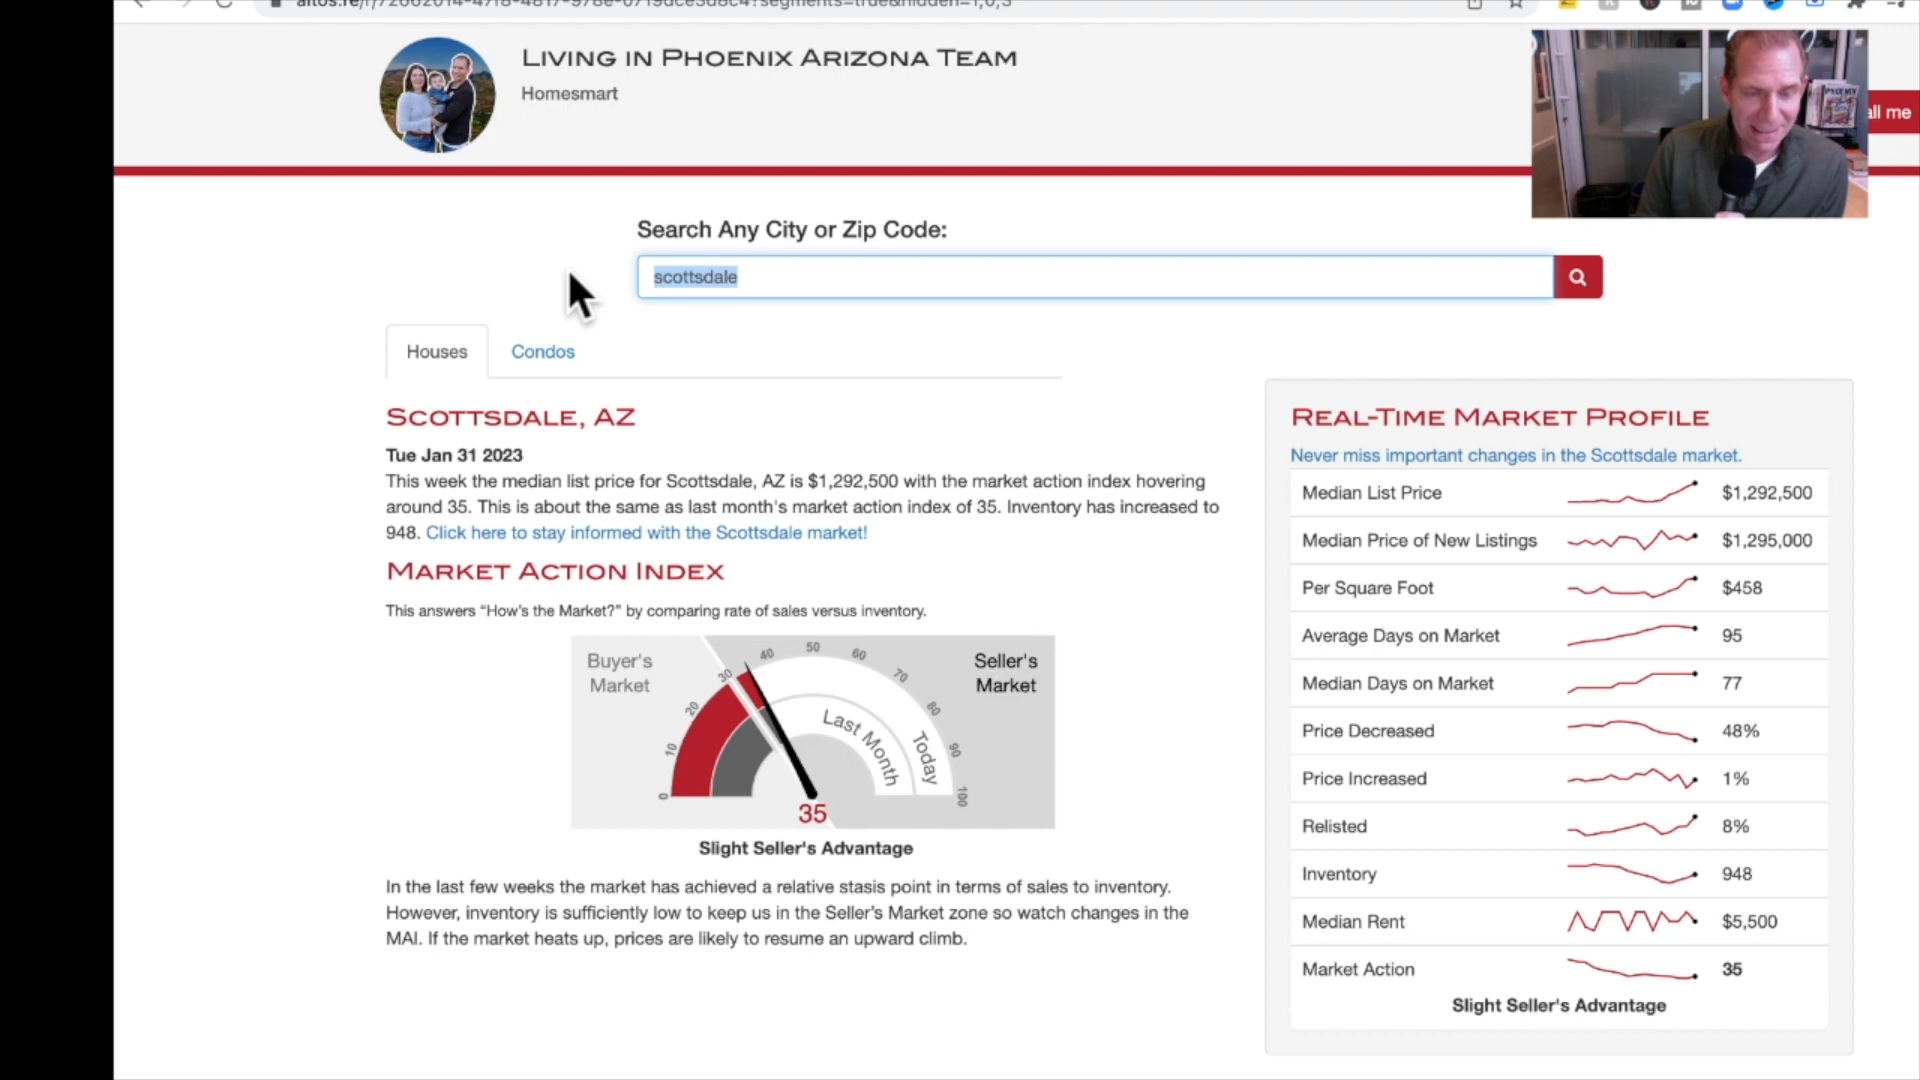 LIVING IN PHOENIX ARIZONA TEAM
Homesmart
all me
Search Any City or Zip Code:
scottsdale
Houses
Condos
SCOTTSDALE, AZ
Tue Jan 31 2023
This week the median list price for Scottsdale, AZ is $1,292,500 with the market action index hovering
around 35. This is about the same as last month's market action index of 35. Inventory has increased to
948. Click here to stay informed with the Scottsdale market!
MARKET ACTION INDEX
This answers “How's the Market?” by comparing rate of sales versus inventory.
Buyer's
Market
Seller's
Market
0
10
20
30
40
50
60
70
80
90
100
Last Month
Today
35
Slight Seller's Advantage
In the last few weeks the market has achieved a relative stasis point in terms of sales to inventory.
However, inventory is sufficiently low to keep us in the Seller's Market zone so watch changes in the
MAI. If the market heats up, prices are likely to resume an upward climb.
REAL-TIME MARKET PROFILE
Never miss important changes in the Scottsdale market.
Median List Price $1,292,500
Median Price of New Listings $1,295,000
Per Square Foot $458
Average Days on Market 95
Median Days on Market 77
Price Decreased 48%
Price Increased 1%
Relisted 8%
Inventory 948
Median Rent $5,500
Market Action 35
Slight Seller's Advantage